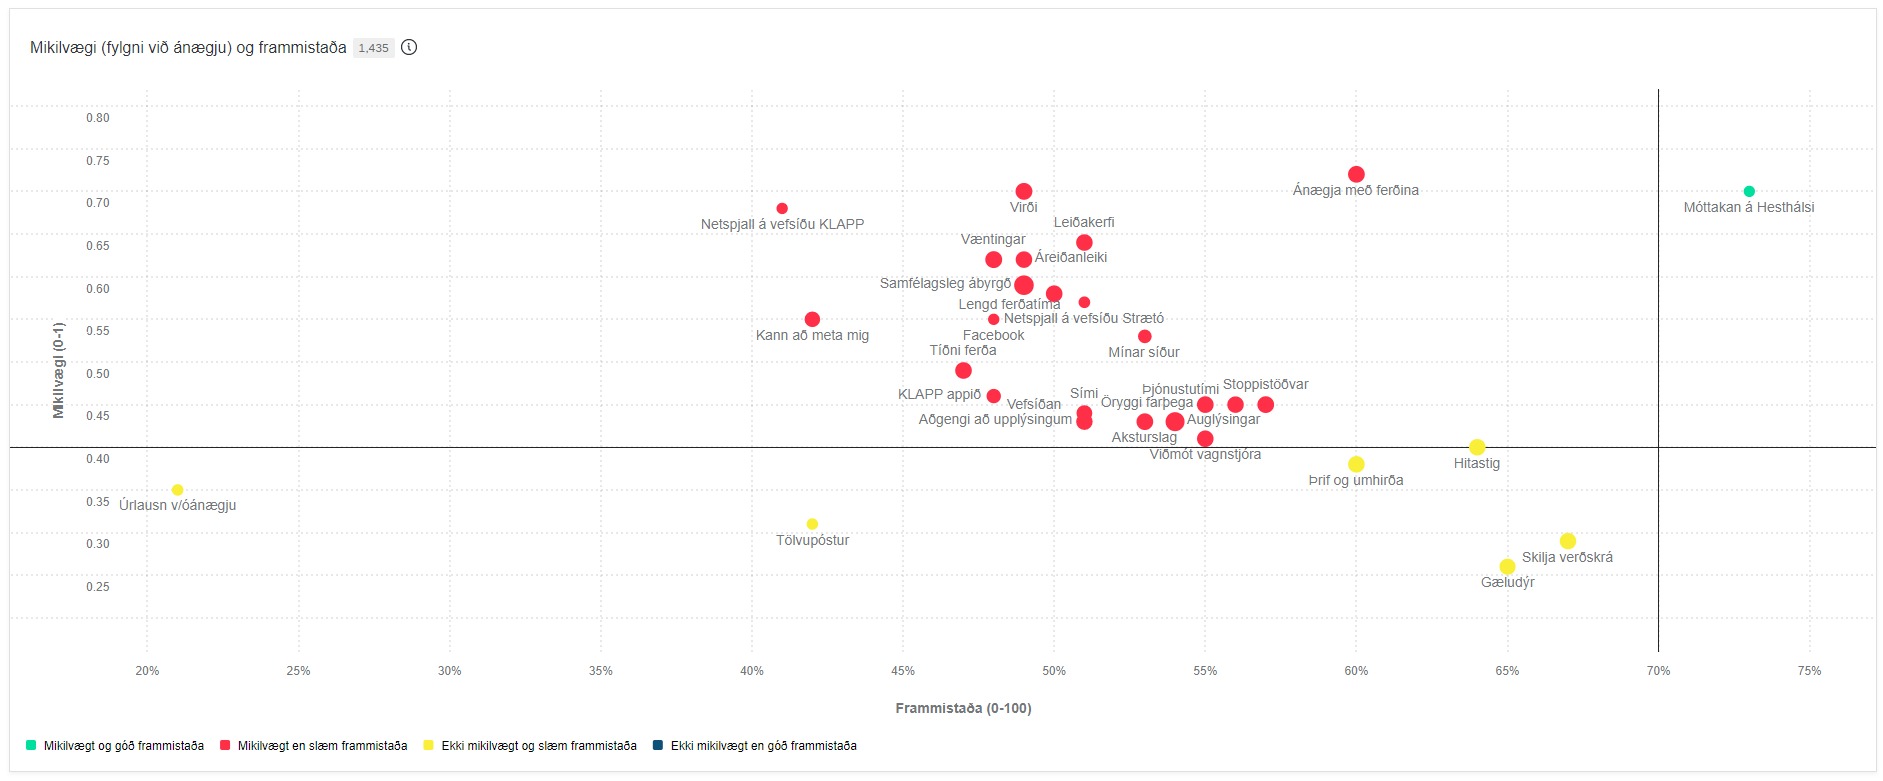 Mikilvægi (fylgni við ánægju) og frammistaða 1,435
0.80
0.75
0.70
0.65
0.60
0.55
0.50
0.45
0.40
0.35
0.30
0.25
Mikilvægi (0-1)
Ánægja með ferðina
Móttakan á Hesthálsi
Virði
Netspjall á vefsíðu KLAPP
Leiðakerfi
Væntingar
Áreiðanleiki
Samfélagsleg ábyrgð
Lengd ferðatíma
Netspjall á vefsíðu Strætó
Facebook
Kann að meta mig
Tíðni ferða
Mínar síður
KLAPP appið
Sími
Þjónustutími
Stoppistöðvar
Vefsíðan
Öryggi farþega
Aðgengi að upplýsingum
Auglýsingar
Aksturslag
Viðmót vagnstjóra
Hitastig
Þrif og umhirða
Úrlausn v/óánægju
Tölvupóstur
Skilja verðskrá
Gæludýr
20%
25%
30%
35%
40%
45%
50%
55%
60%
65%
70%
75%
Frammistaða (0-100)
Mikilvægt og góð frammistaða
Mikilvægt en slæm frammistaða
Ekki mikilvægt og slæm frammistaða
Ekki mikilvægt en góð frammistaða